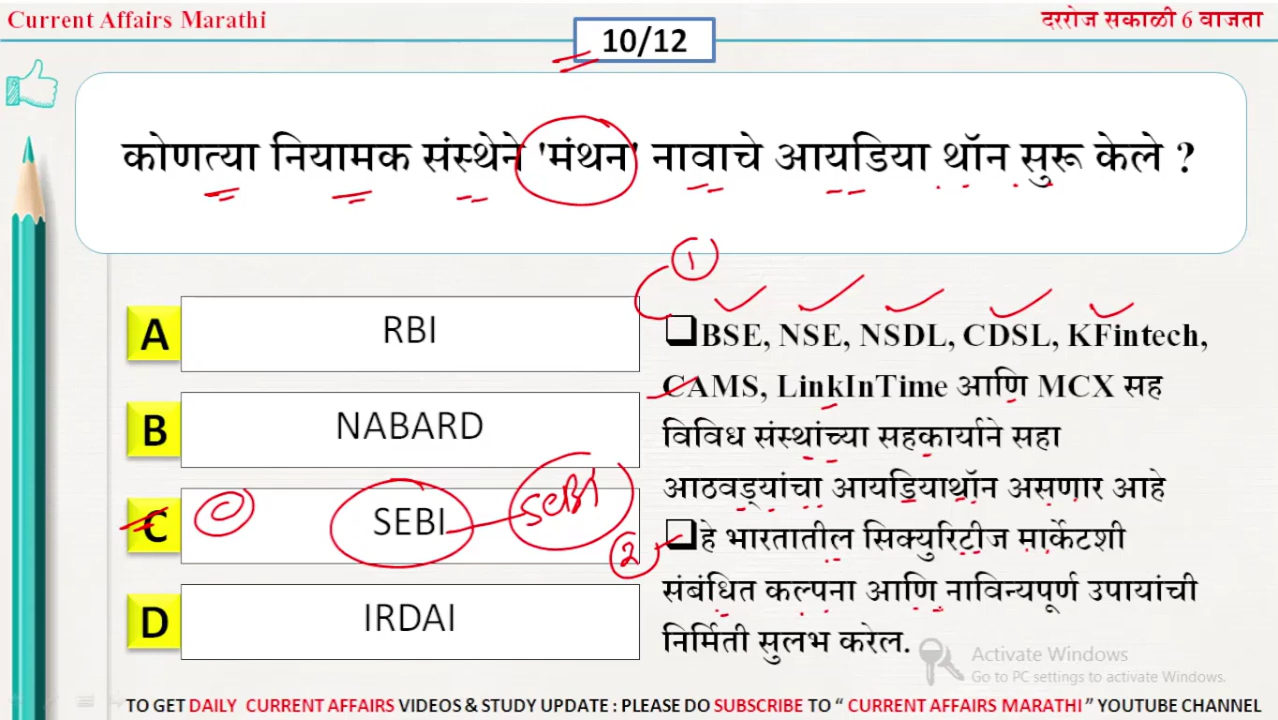 Current Affairs Marathi
दररोज सकाळी 6 वाजता
10/12
कोणत्या नियामक संस्थेने 'मंथन' नावाचे आयडिया थॉन सुरू केले ?
A
RBI
B
NABARD
C
C
SEBI
SEBI
D
IRDAI
1
BSE, NSE, NSDL, CDSL, KFintech,
CAMS, LinkInTime आणि MCX सह
विविध संस्थांच्या सहकार्याने सहा
आठवड्यांचा आयड्रियाथॉन असणार आहे
2
हे भारतातील सिक्युरिटीज मार्केटशी
संबंधित कल्पना आणि नाविन्यपूर्ण उपायांची
निर्मिती सुलभ करेल.
Activate Windows
Go to PC settings to activate Windows.
TO GET DAILY CURRENT AFFAIRS VIDEOS & STUDY UPDATE : PLEASE DO SUBSCRIBE TO “ CURRENT AFFAIRS MARATHI ” YOUTUBE CHANNEL